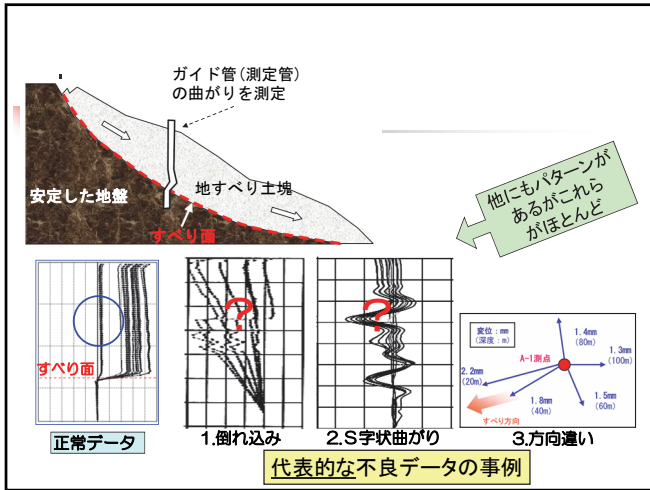 ガイド管(測定管)
の曲がりを測定
安定した地盤
地すべり土塊
すべり面
他にもパターンが
あるがこれら
がほとんど
すべり面
正常データ
?
1.倒れ込み
?
2.S字状曲がり
変位:mm
(深度:m)
A-1測点
1.4mm
(80m)
1.3mm
(100m)
2.2mm
(20m)
1.8mm
(40m)
1.5mm
(60m)
すべり方向
3.方向違い
代表的な不良データの事例